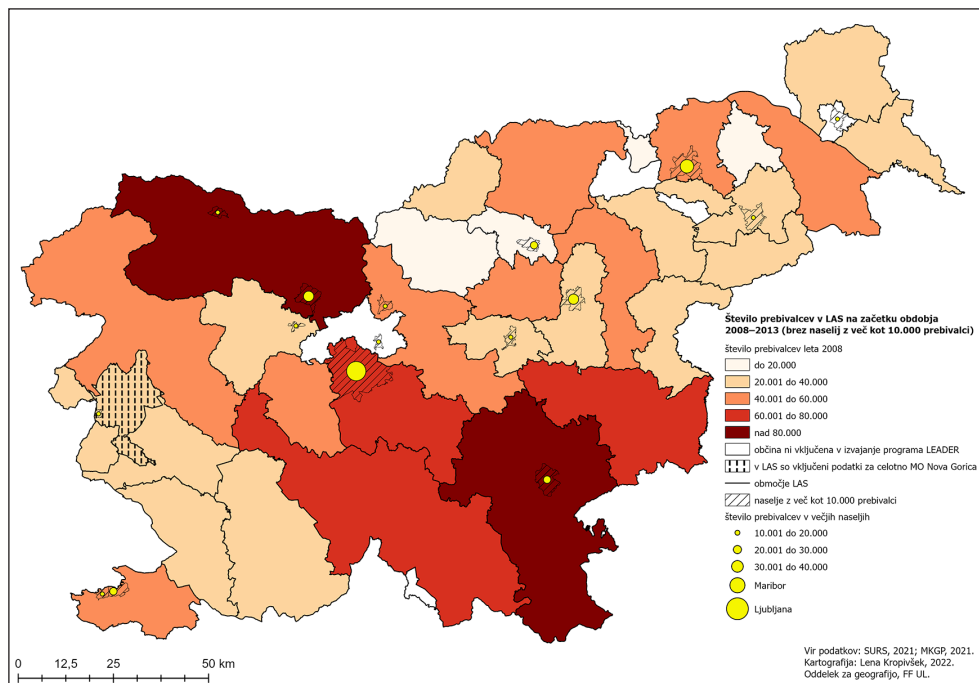 Število prebivalcev v LAS na začetku obdobja
2008–2013 (brez naselij z več kot 10.000 prebivalci)
število prebivalcev leta 2008
do 20.000
20.001 do 40.000
40.001 do 60.000
60.001 do 80.000
nad 80.000
občina ni vključena v izvajanje programa LEADER
v LAS so vključeni podatki za celotno MO Nova Gorica
območje LAS
naselje z več kot 10.000 prebivalci
število prebivalcev v večjih naseljih
10.001 do 20.000
20.001 do 30.000
30.001 do 40.000
Maribor
Ljubljana
0 12,5 25 50 km
Vir podatkov: SURS, 2021; MKGP, 2021.
Kartografija: Lena Kropivšek, 2022.
Oddelek za geografijo, FF UL.